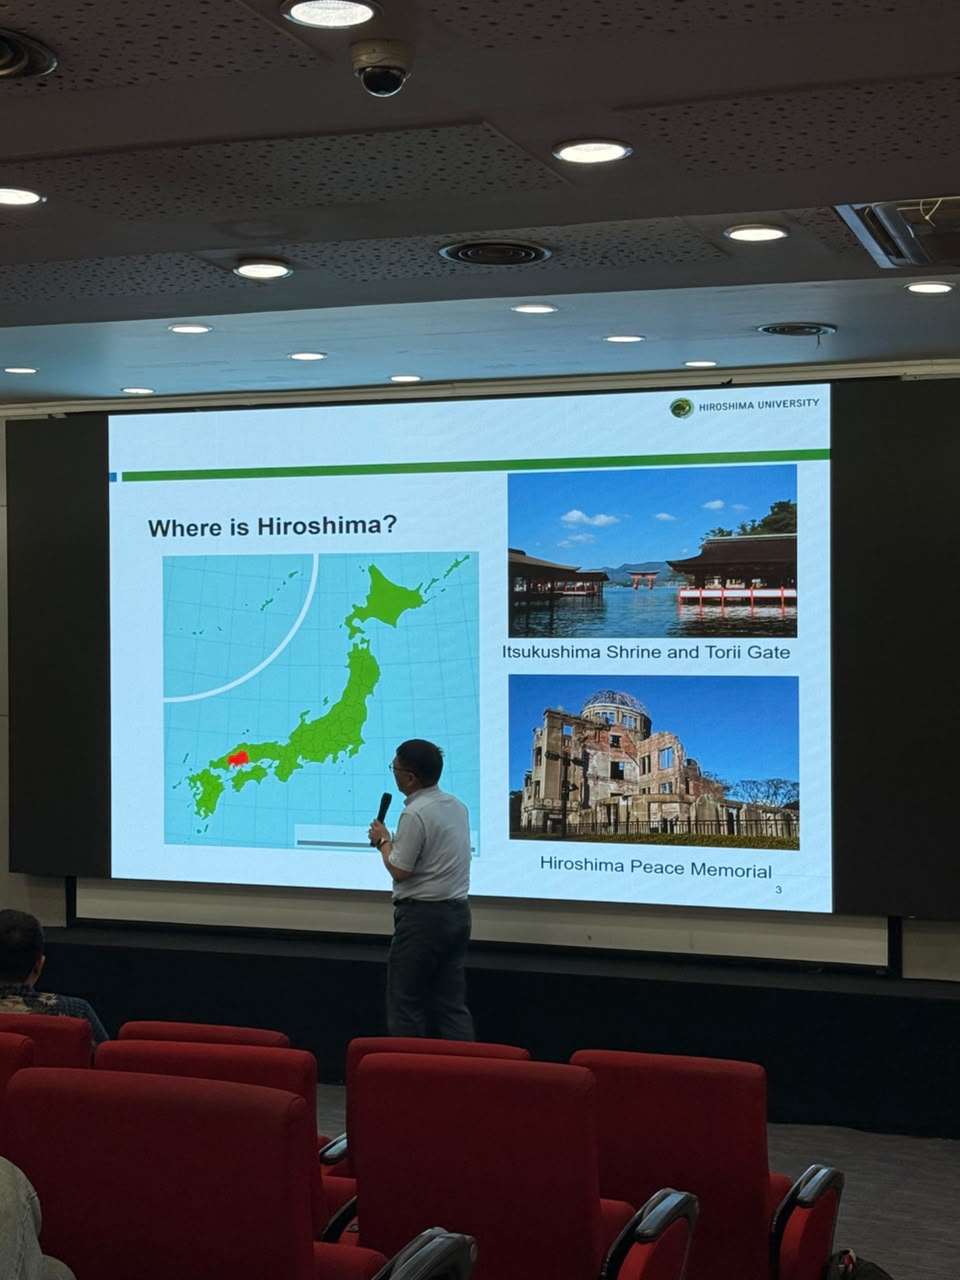 HIROSHIMA UNIVERSITY
Where is Hiroshima?
Itsukushima Shrine and Torii Gate
Hiroshima Peace Memorial
3